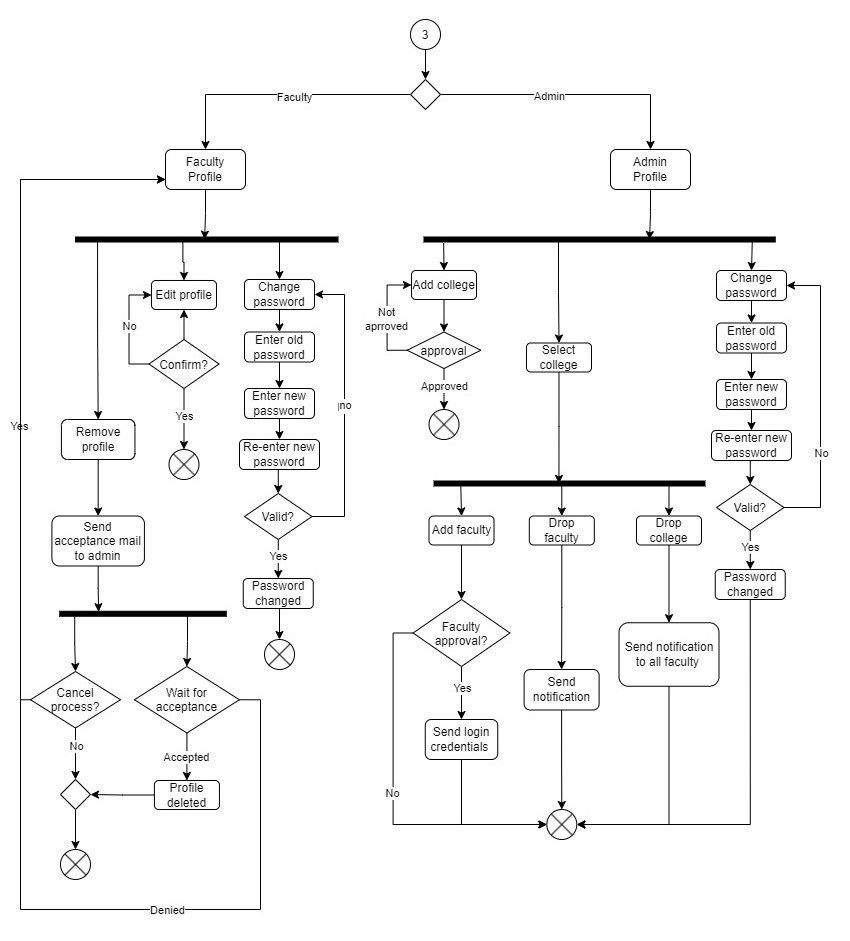 3
Faculty
Admin
Faculty
Profile
Admin
Profile
Edit profile
Change
password
Add college
Change
password
No
Not
aprroved
Enter old
password
Enter old
password
approval
Select
college
Confirm?
Approved
Enter new
password
Enter new
password
no
Yes
Yes
Remove
profile
Re-enter new
password
Re-enter new
password
No
Valid?
Valid?
Send
acceptance mail
to admin
Add faculty
Drop
faculty
Drop
college
Yes
Yes
Password
changed
Password
changed
Faculty
approval?
Send notification
to all faculty
Cancel
process?
Wait for
acceptance
Yes
Send
notification
No
Accepted
Send login
credentials
Profile
deleted
No
Denied